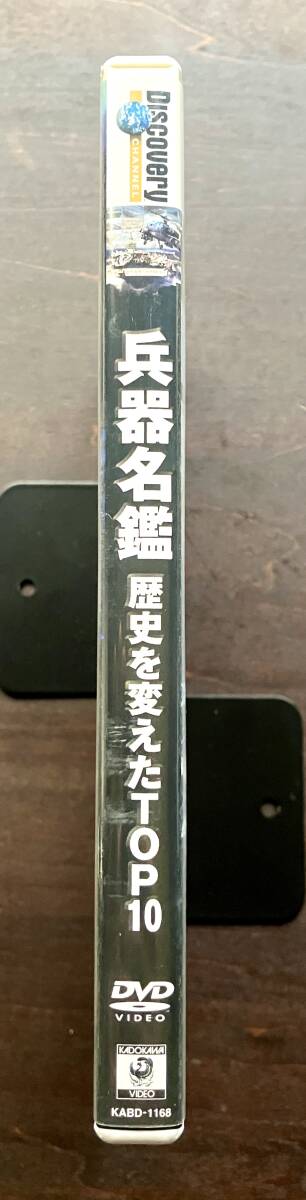 Discovery
CHANNEL
兵器名鑑
歴史を変えたTOP10
DVD
VIDEO
KADOKAWA
VIDEO
KABD-1168